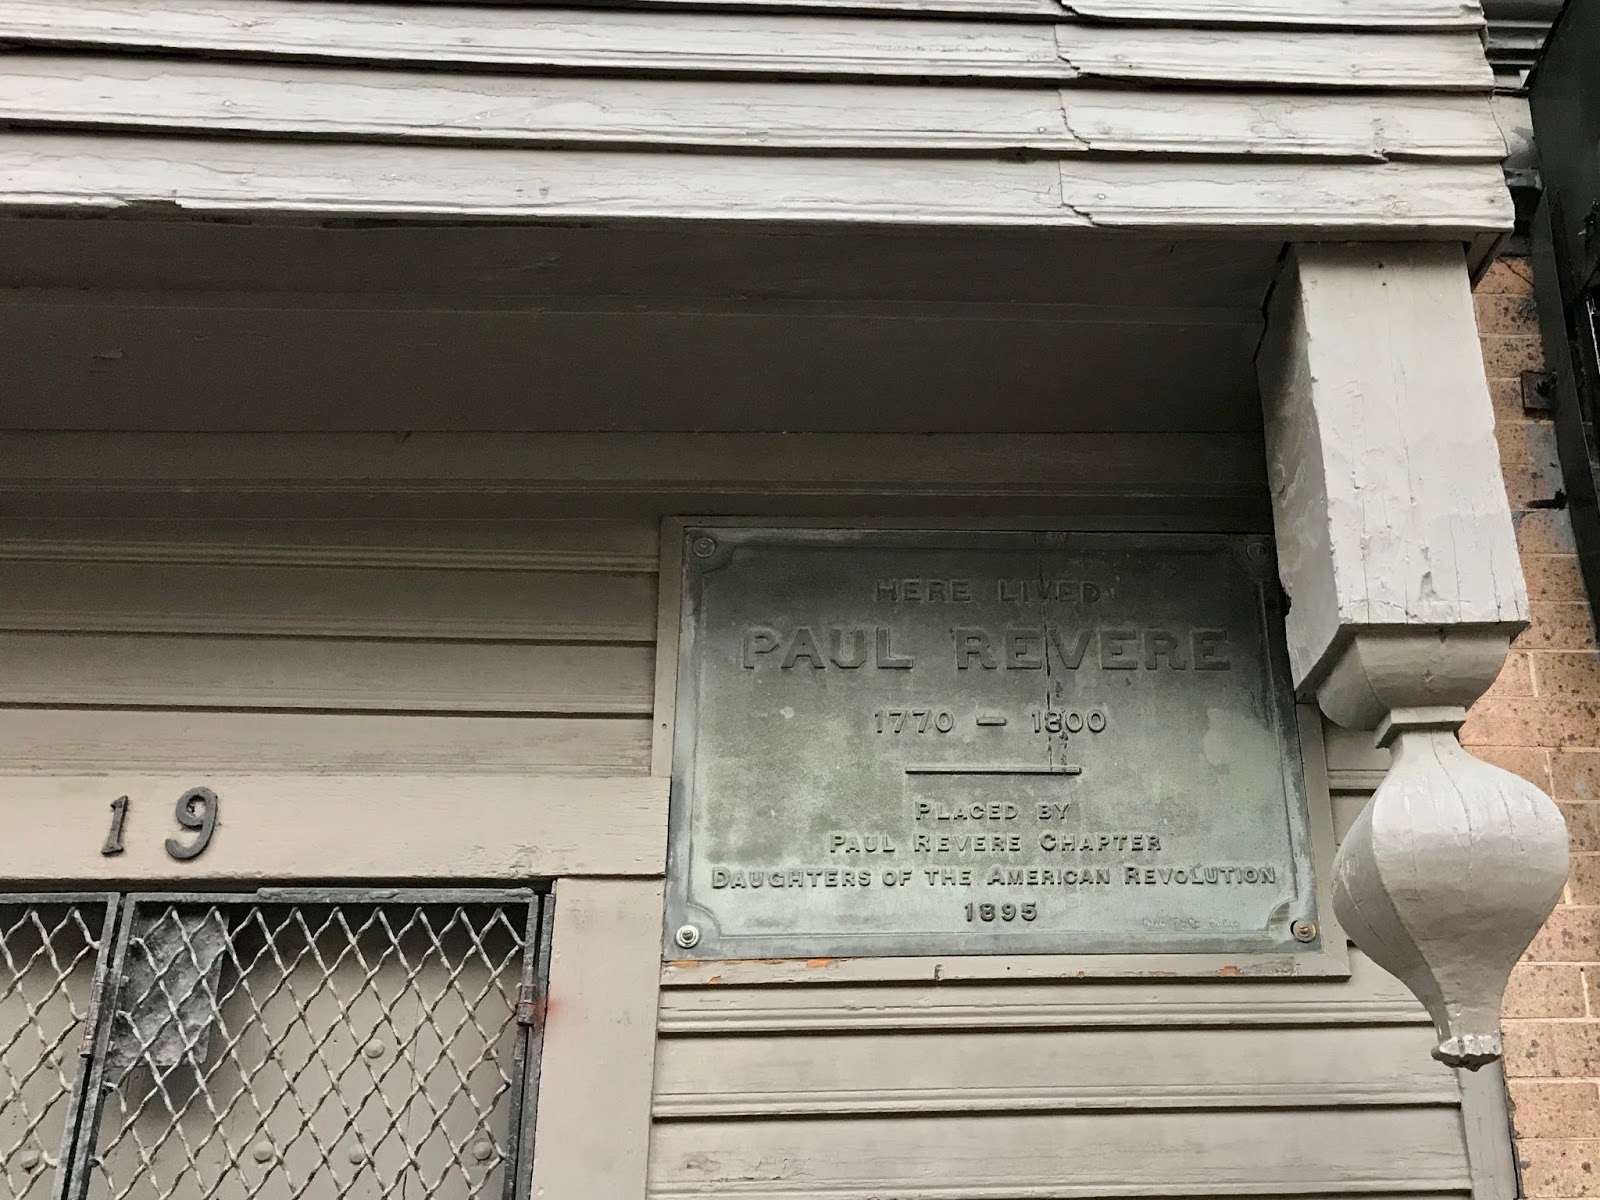 HERE LIVED
PAUL REVERE
1770 — 1800
PLACED BY
PAUL REVERE CHAPTER
DAUGHTERS OF THE AMERICAN REVOLUTION
1895
19